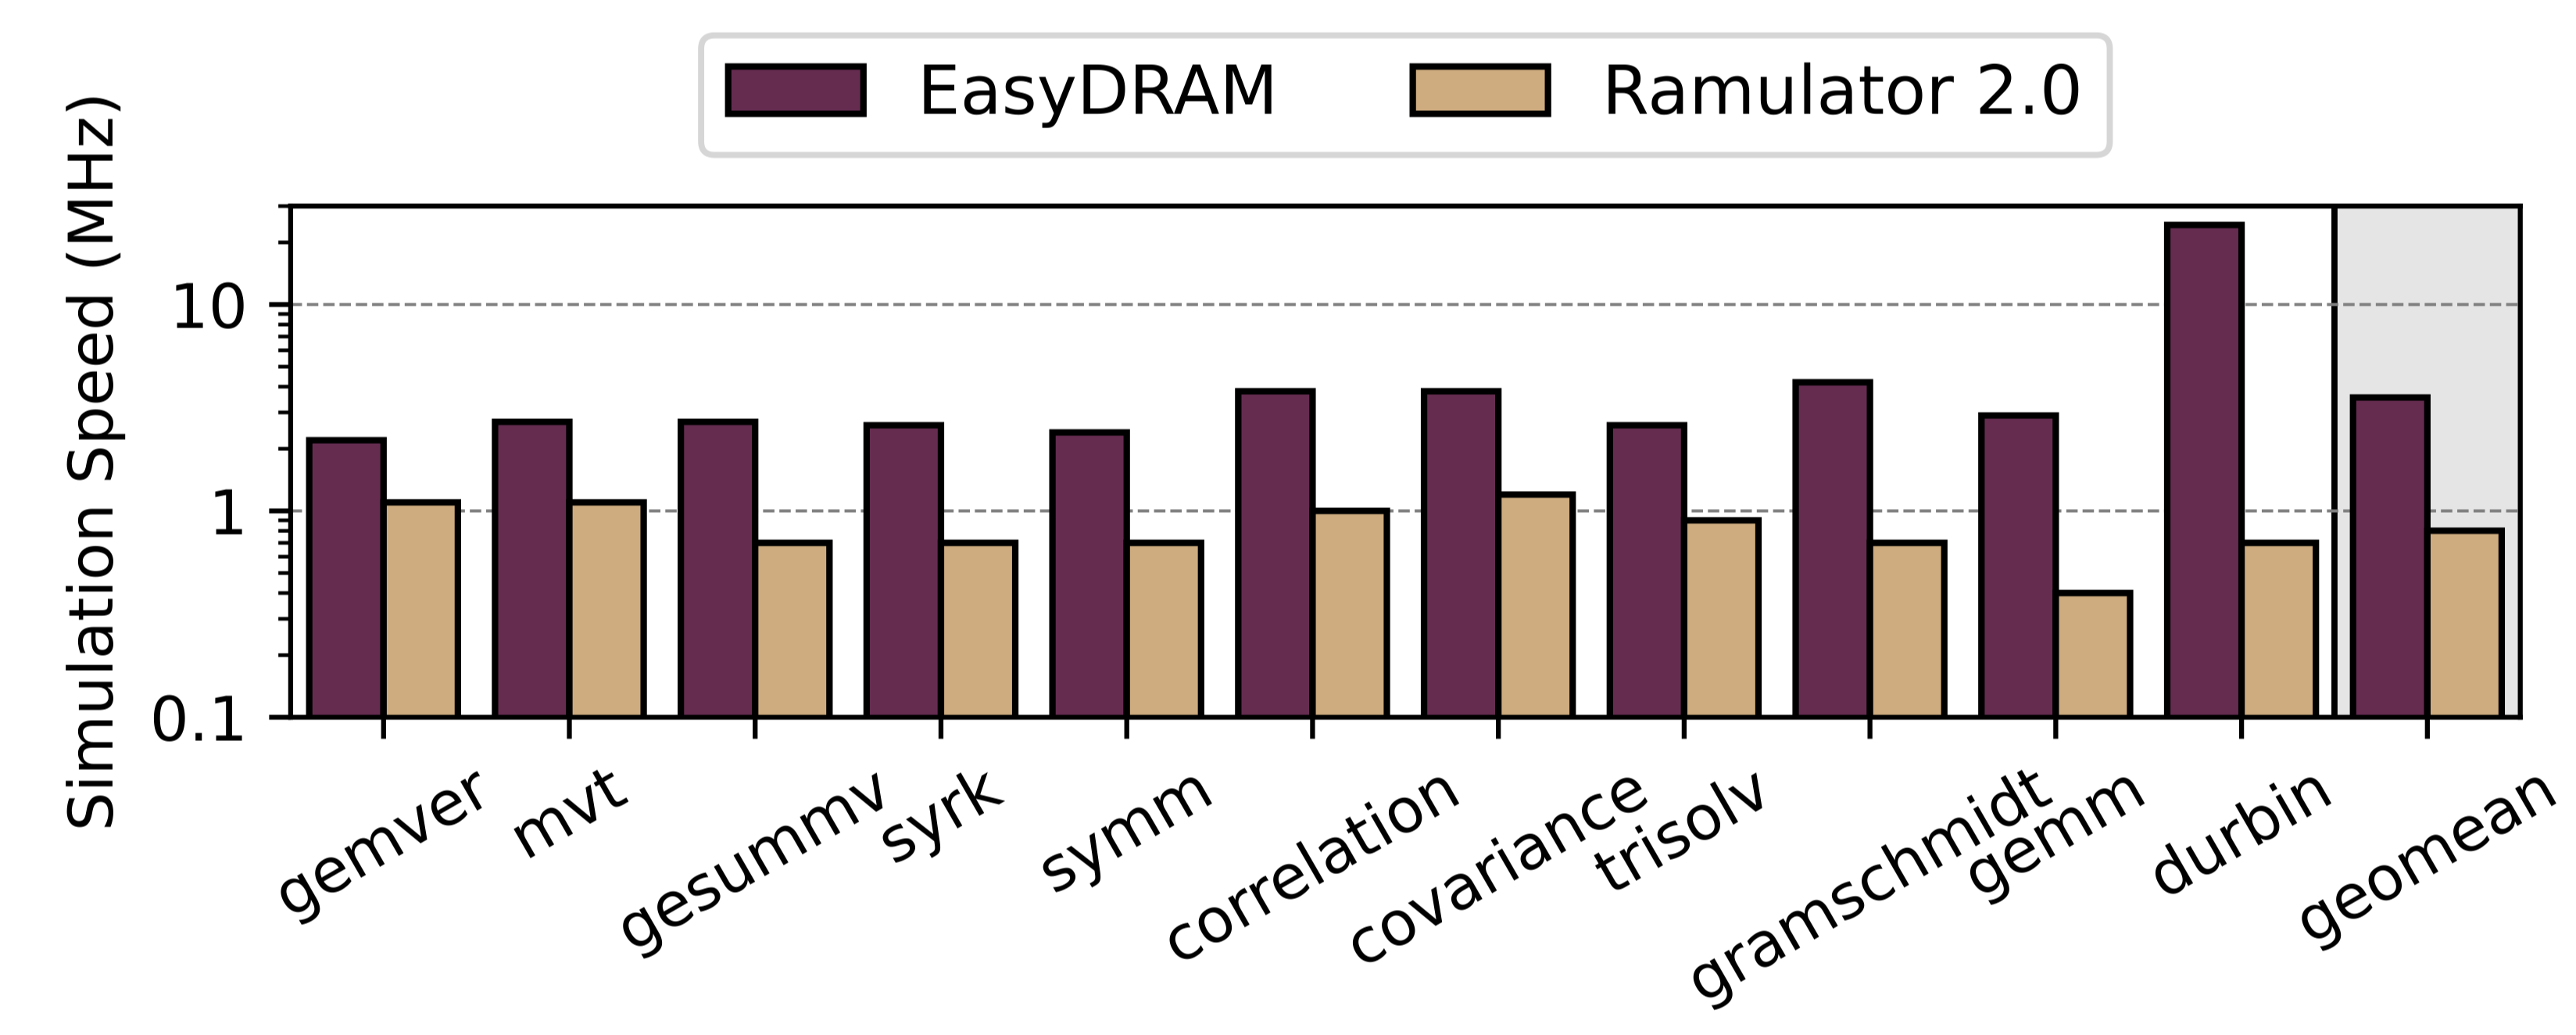 EasyDRAM
Ramulator 2.0
Simulation Speed (MHz)
10
1
0.1
gemver
mvt
gesummv
syrk
symm
correlation
covariance
trisolv
gramschmidt
gemm
durbin
geomean